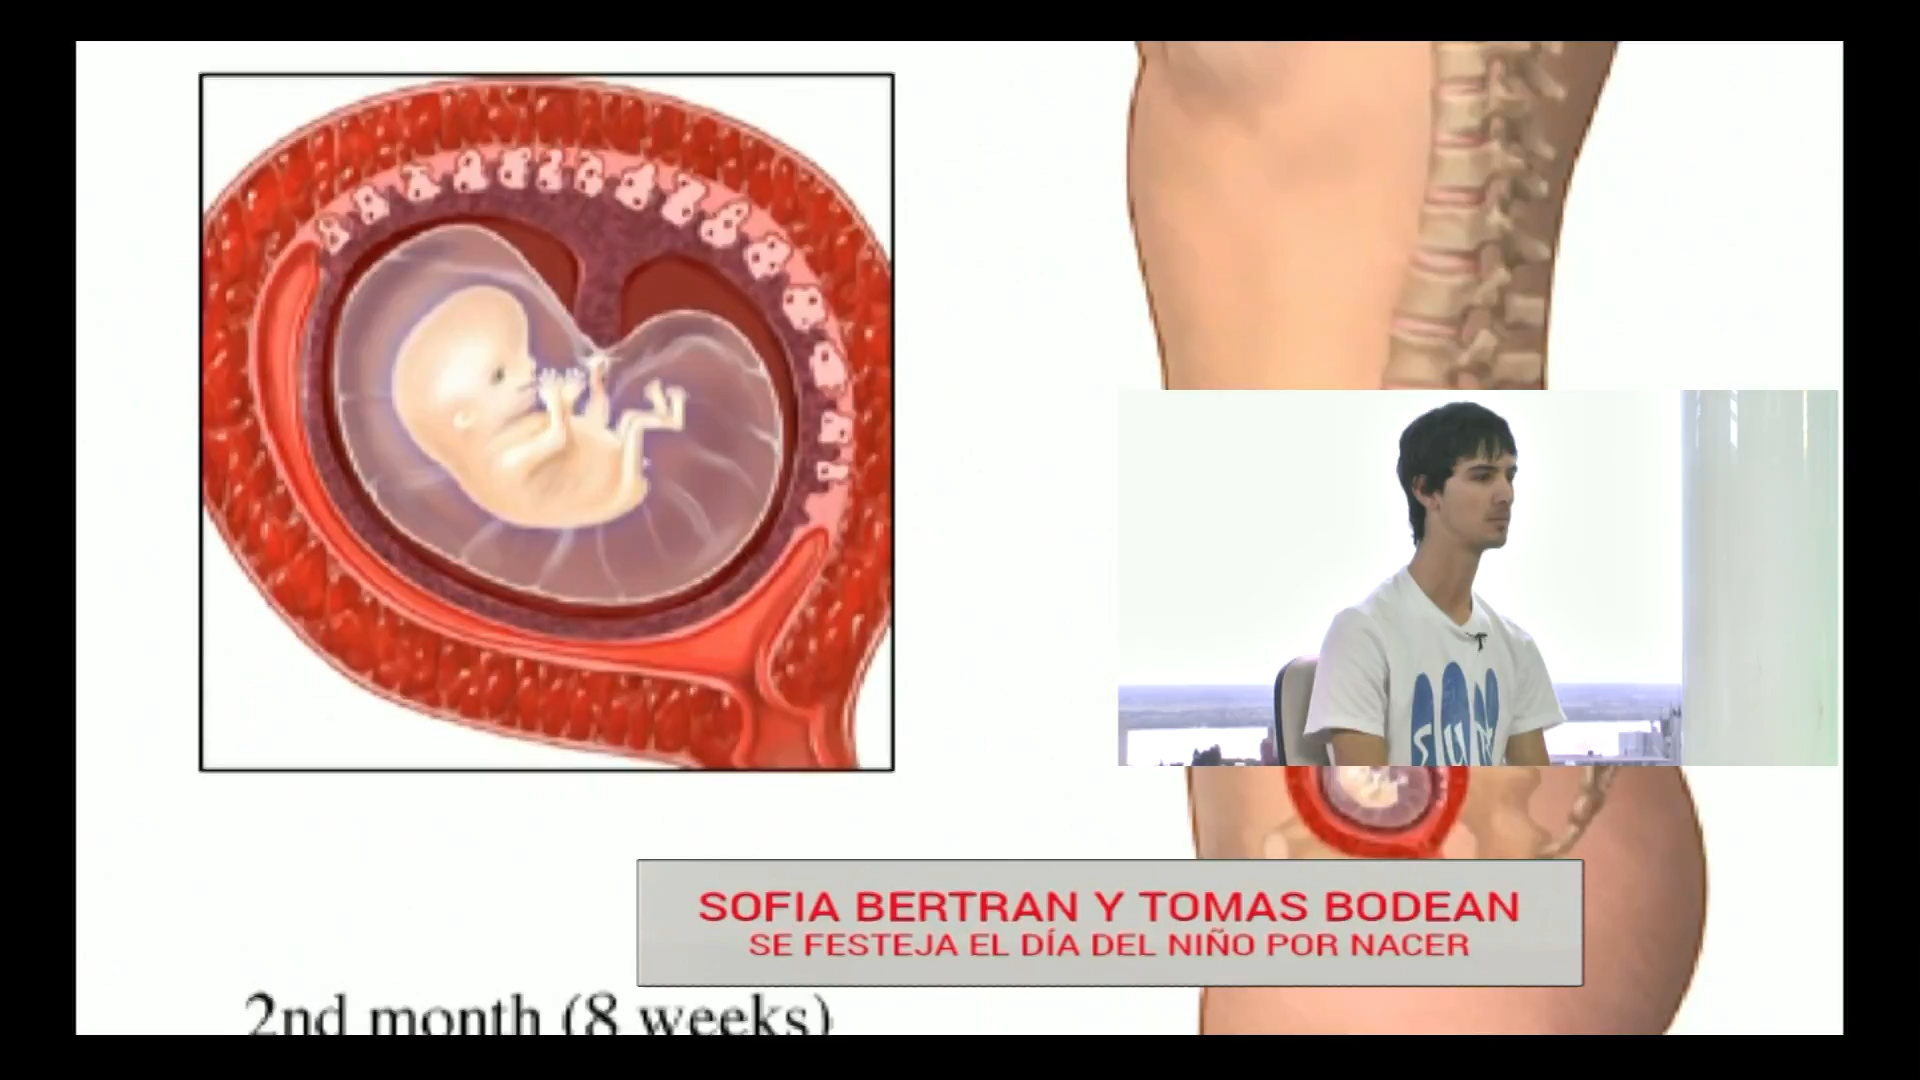 SOFIA BERTRAN Y TOMAS BODEAN
SE FESTEJA EL DÍA DEL NIÑO POR NACER
2nd month (8 weeks)